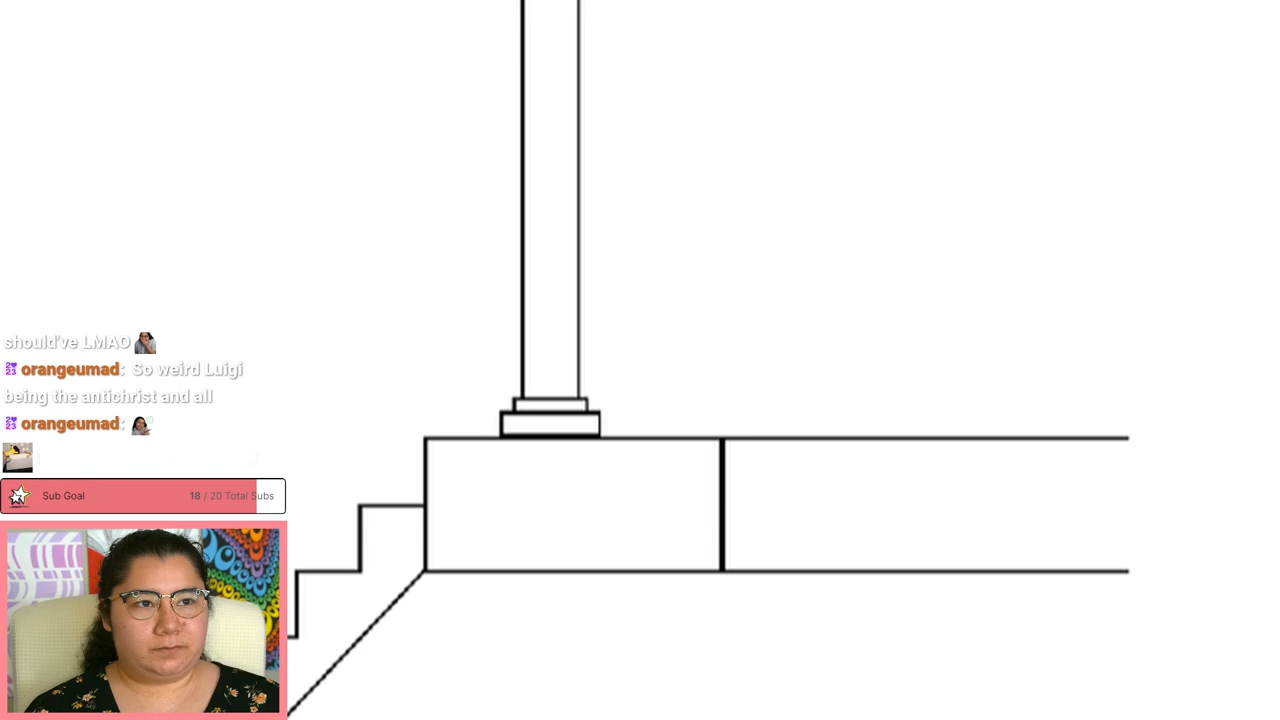 should've LMAO
orangeumad: So weird Luigi
being the antichrist and all
orangeumad:
Sub Goal 18 / 20 Total Subs